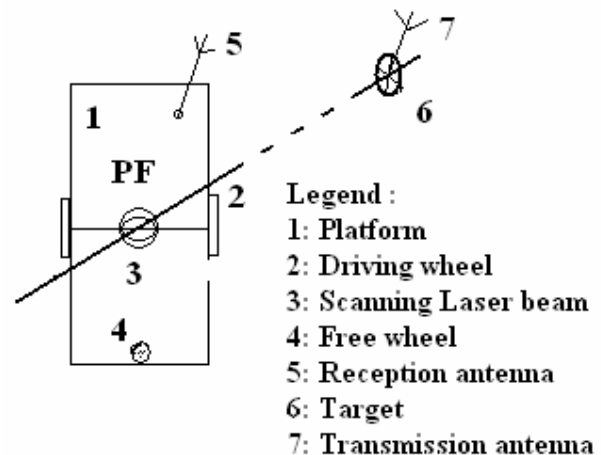 5
7
1
6
PF
2
3
4
Legend :
1: Platform
2: Driving wheel
3: Scanning Laser beam
4: Free wheel
5: Reception antenna
6: Target
7: Transmission antenna